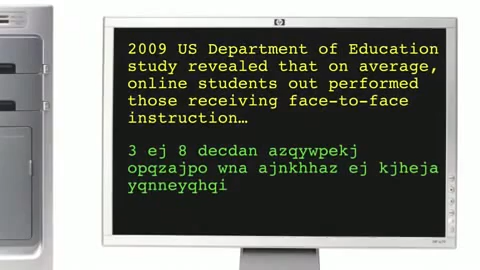 hp
2009 US Department of Education
study revealed that on average,
online students out performed
those receiving face-to-face
instruction…
3 ej 8 decdan azqywpekj
opqzajpo wna ajnkhhaz ej kjheja
yqnneyqhqi